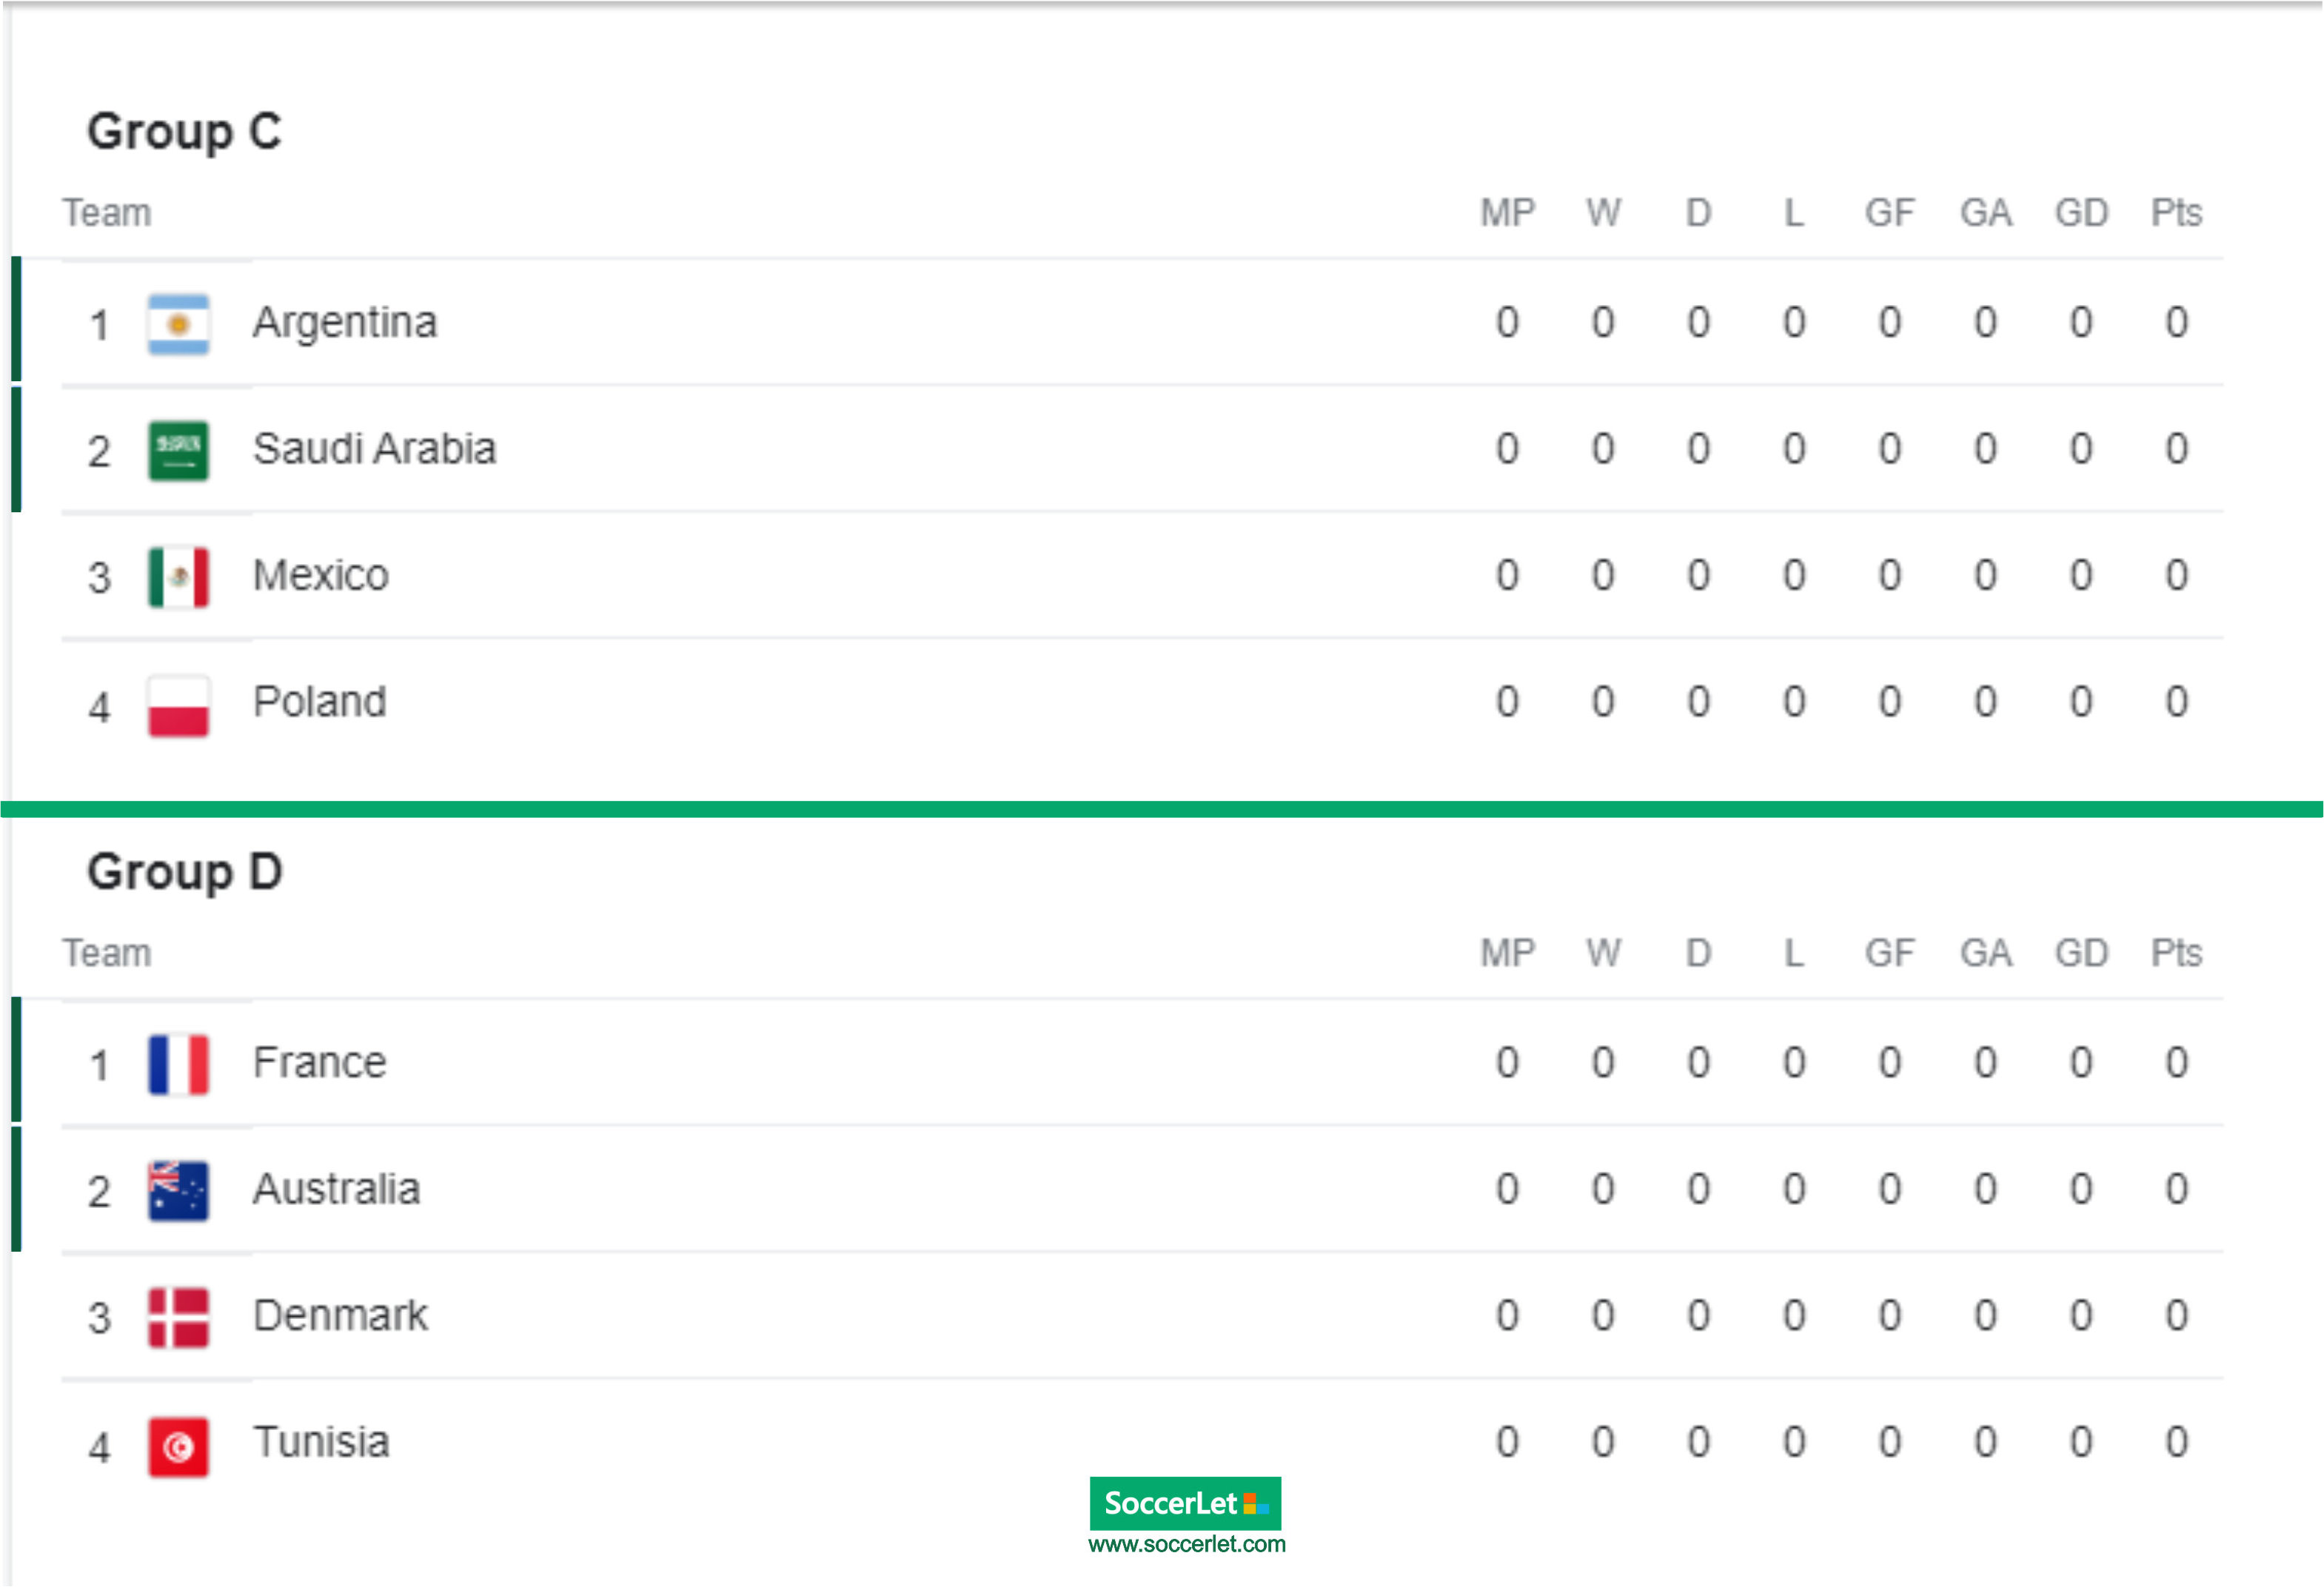 Group C
Team MP W D L GF GA GD Pts
1 Argentina 0 0 0 0 0 0 0 0
2 Saudi Arabia 0 0 0 0 0 0 0 0
3 Mexico 0 0 0 0 0 0 0 0
4 Poland 0 0 0 0 0 0 0 0
Group D
Team MP W D L GF GA GD Pts
1 France 0 0 0 0 0 0 0 0
2 Australia 0 0 0 0 0 0 0 0
3 Denmark 0 0 0 0 0 0 0 0
4 Tunisia 0 0 0 0 0 0 0 0
SoccerLet
www.soccerlet.com